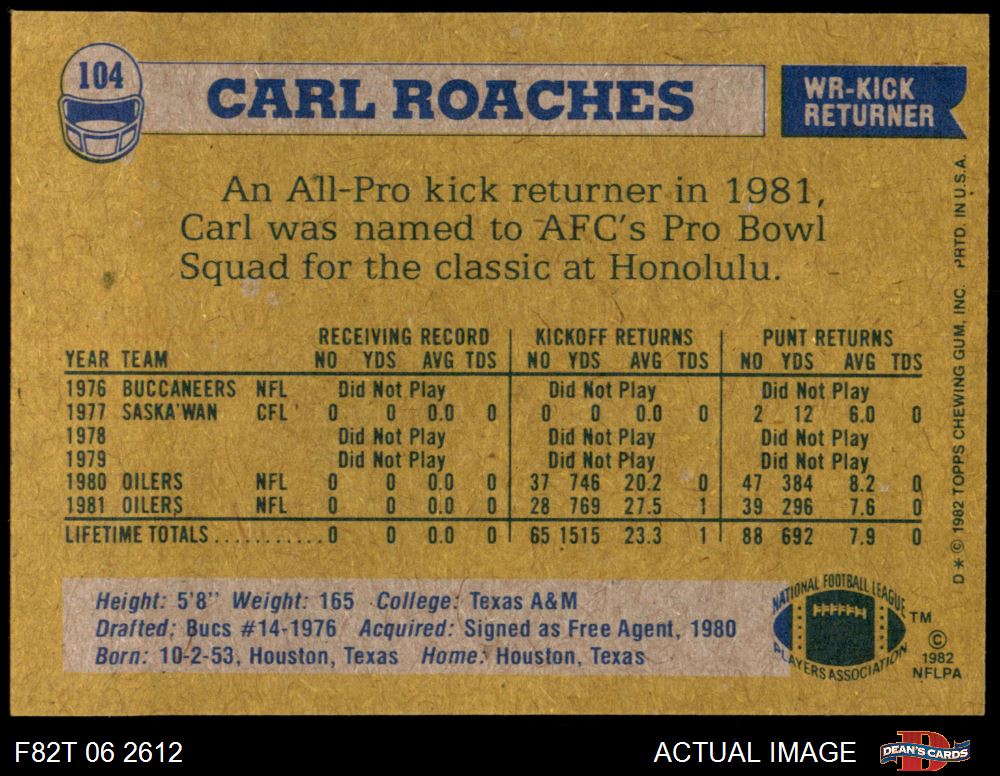 104
CARL ROACHES
WR-KICK
RETURNER
An All-Pro kick returner in 1981,
Carl was named to AFC's Pro Bowl
Squad for the classic at Honolulu.
RECEIVING RECORD KICKOFF RETURNS PUNT RETURNS
YEAR TEAM NO YDS AVG TDS NO YDS AVG TDS NO YDS AVG TDS
1976 BUCCANEERS NFL Did Not Play Did Not Play Did Not Play
1977 SASKA'WAN CFL 0 0 0.0 0 0 0 0.0 0 2 12 6.0 0
1978 Did Not Play Did Not Play Did Not Play
1979 Did Not Play Did Not Play Did Not Play
1980 OILERS NFL 0 0 0.0 0 37 746 20.2 0 47 384 8.2 0
1981 OILERS NFL 0 0 0.0 0 28 769 27.5 1 39 296 7.6 0
LIFETIME TOTALS........... 0 0 0.0 0 65 1515 23.3 1 88 692 7.9 0
Height: 5'8" Weight: 165 College: Texas A&M
Drafted: Bucs #14-1976 Acquired: Signed as Free Agent, 1980
Born: 10-2-53, Houston, Texas Home: Houston, Texas
NATIONAL FOOTBALL LEAGUE
PLAYERS ASSOCIATION
TM
©
1982
NFLPA
D * © 1982 TOPPS CHEWING GUM, INC. PRTD. IN U.S.A.
F82T 06 2612
ACTUAL IMAGE
D
DEAN'S CARDS